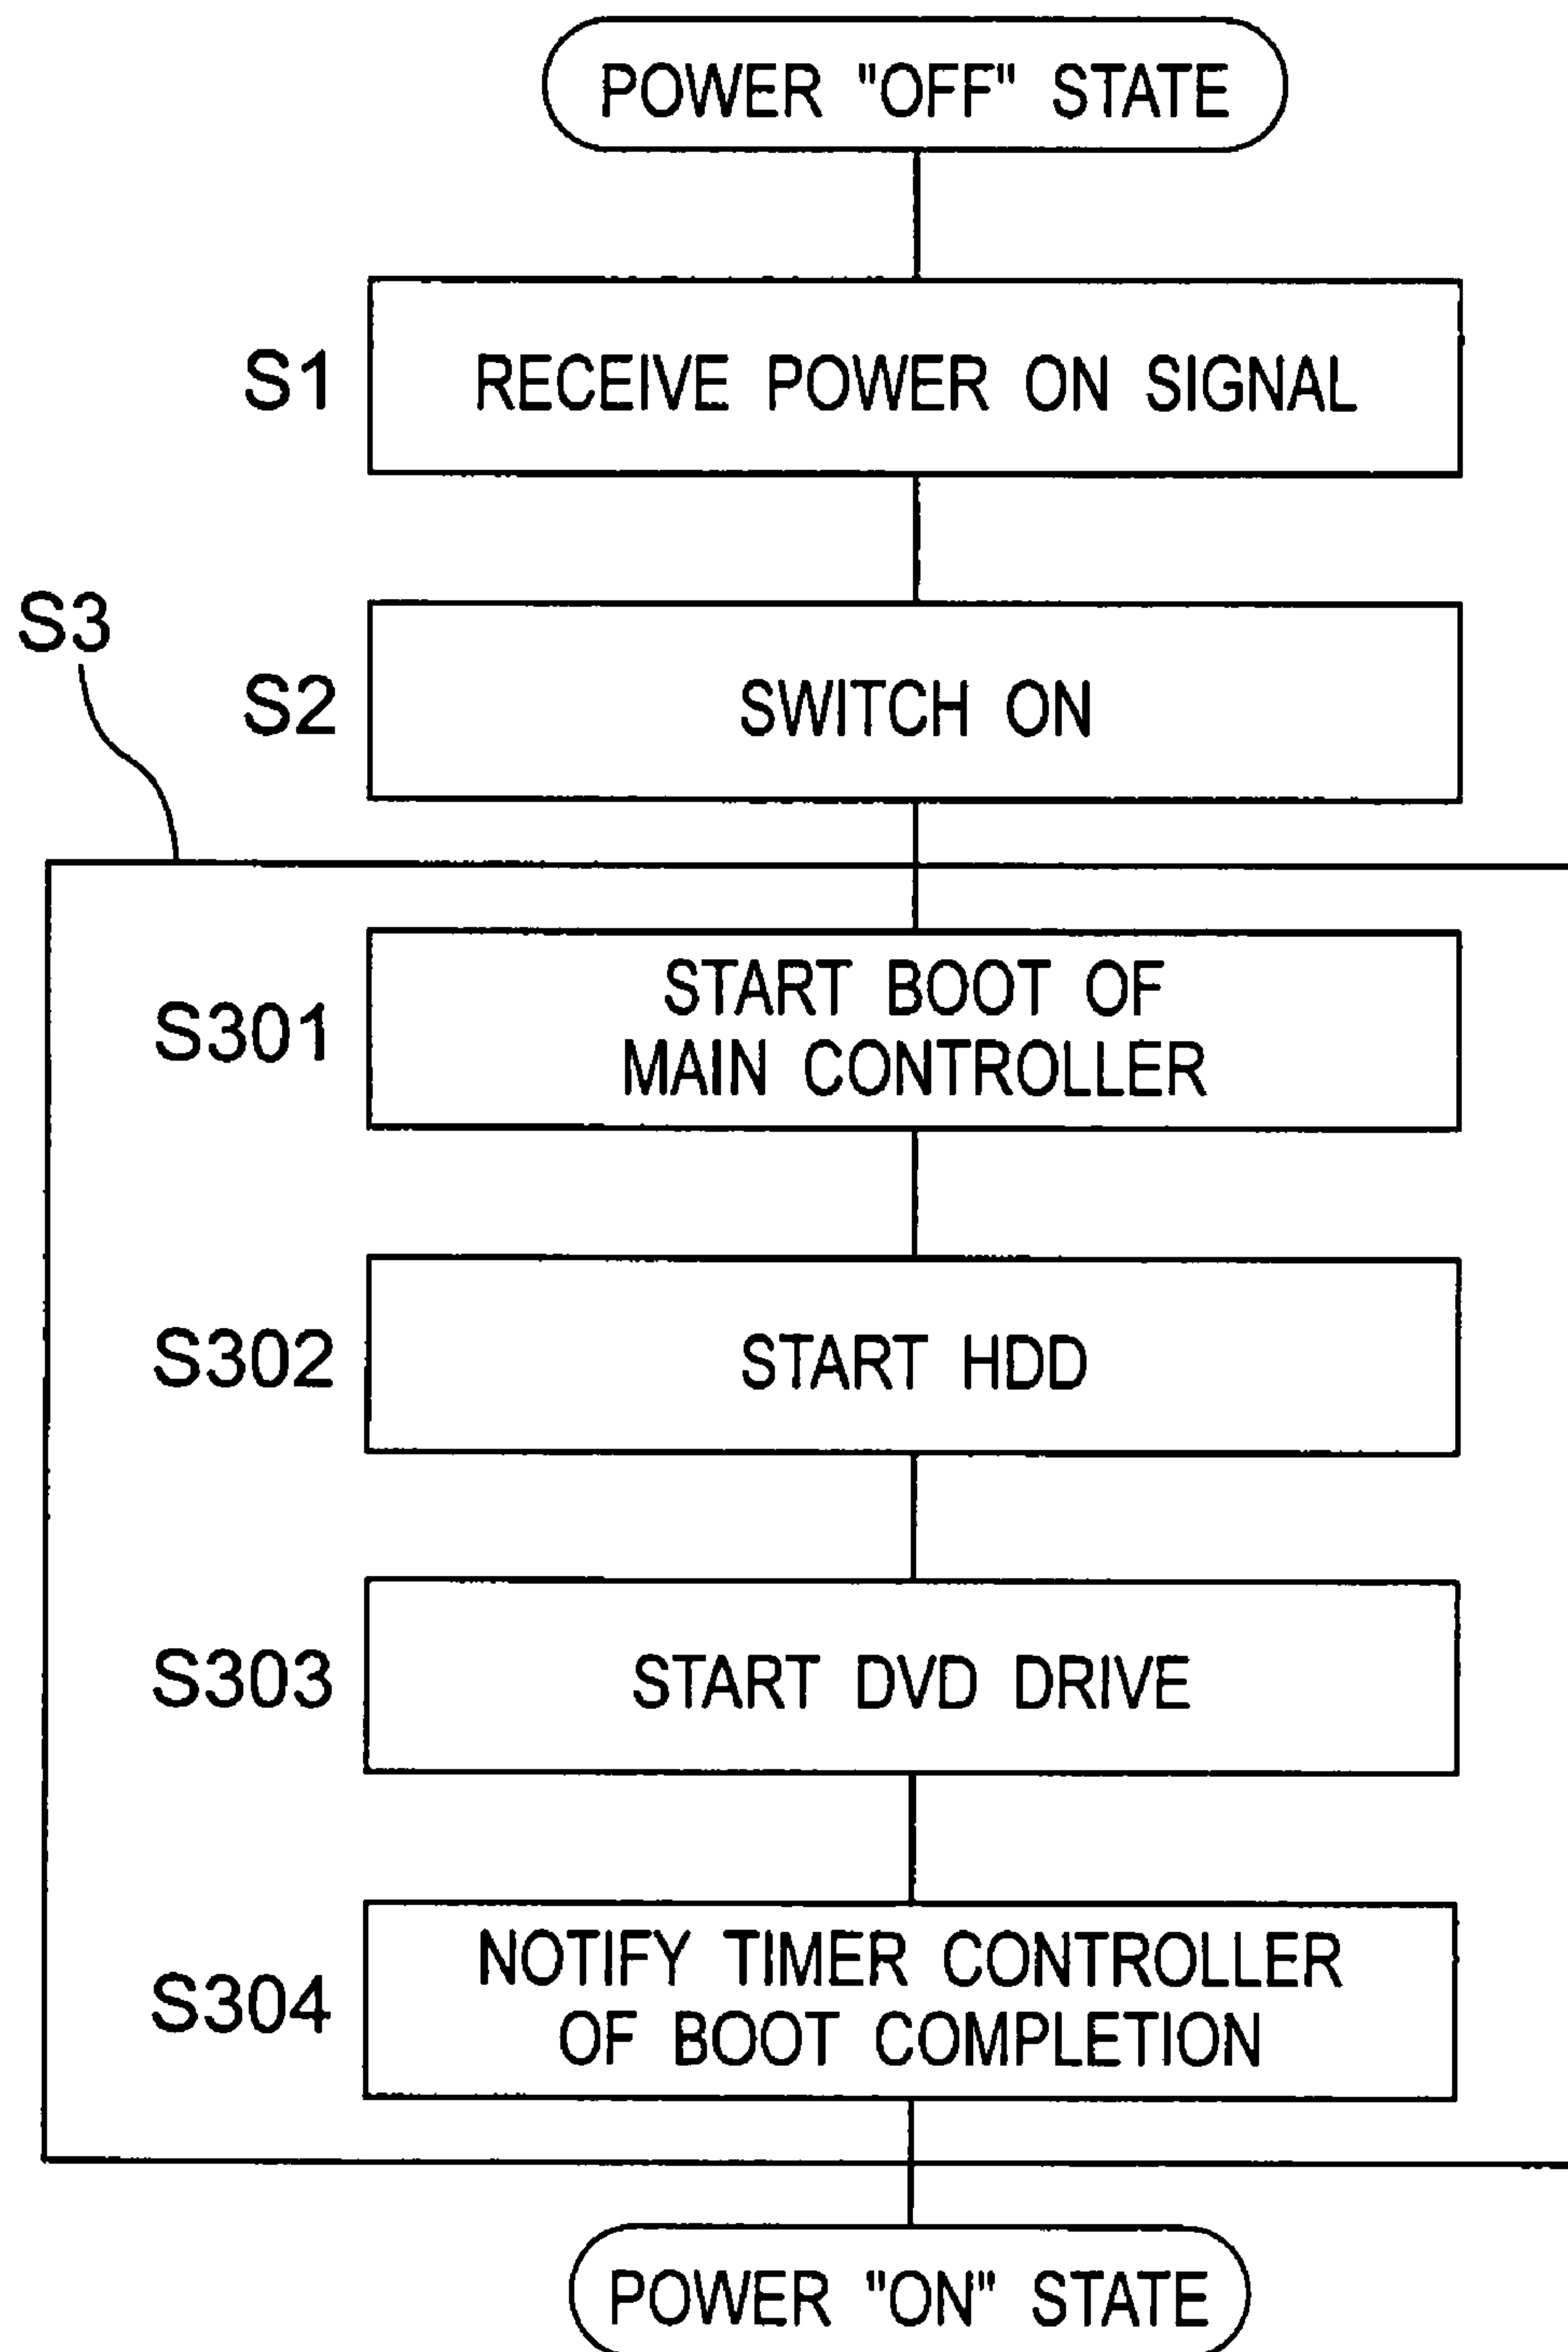 POWER "OFF" STATE
S1
RECEIVE POWER ON SIGNAL
S3
S2
SWITCH ON
S301
START BOOT OF
MAIN CONTROLLER
S302
START HDD
S303
START DVD DRIVE
S304
NOTIFY TIMER CONTROLLER
OF BOOT COMPLETION
POWER "ON" STATE